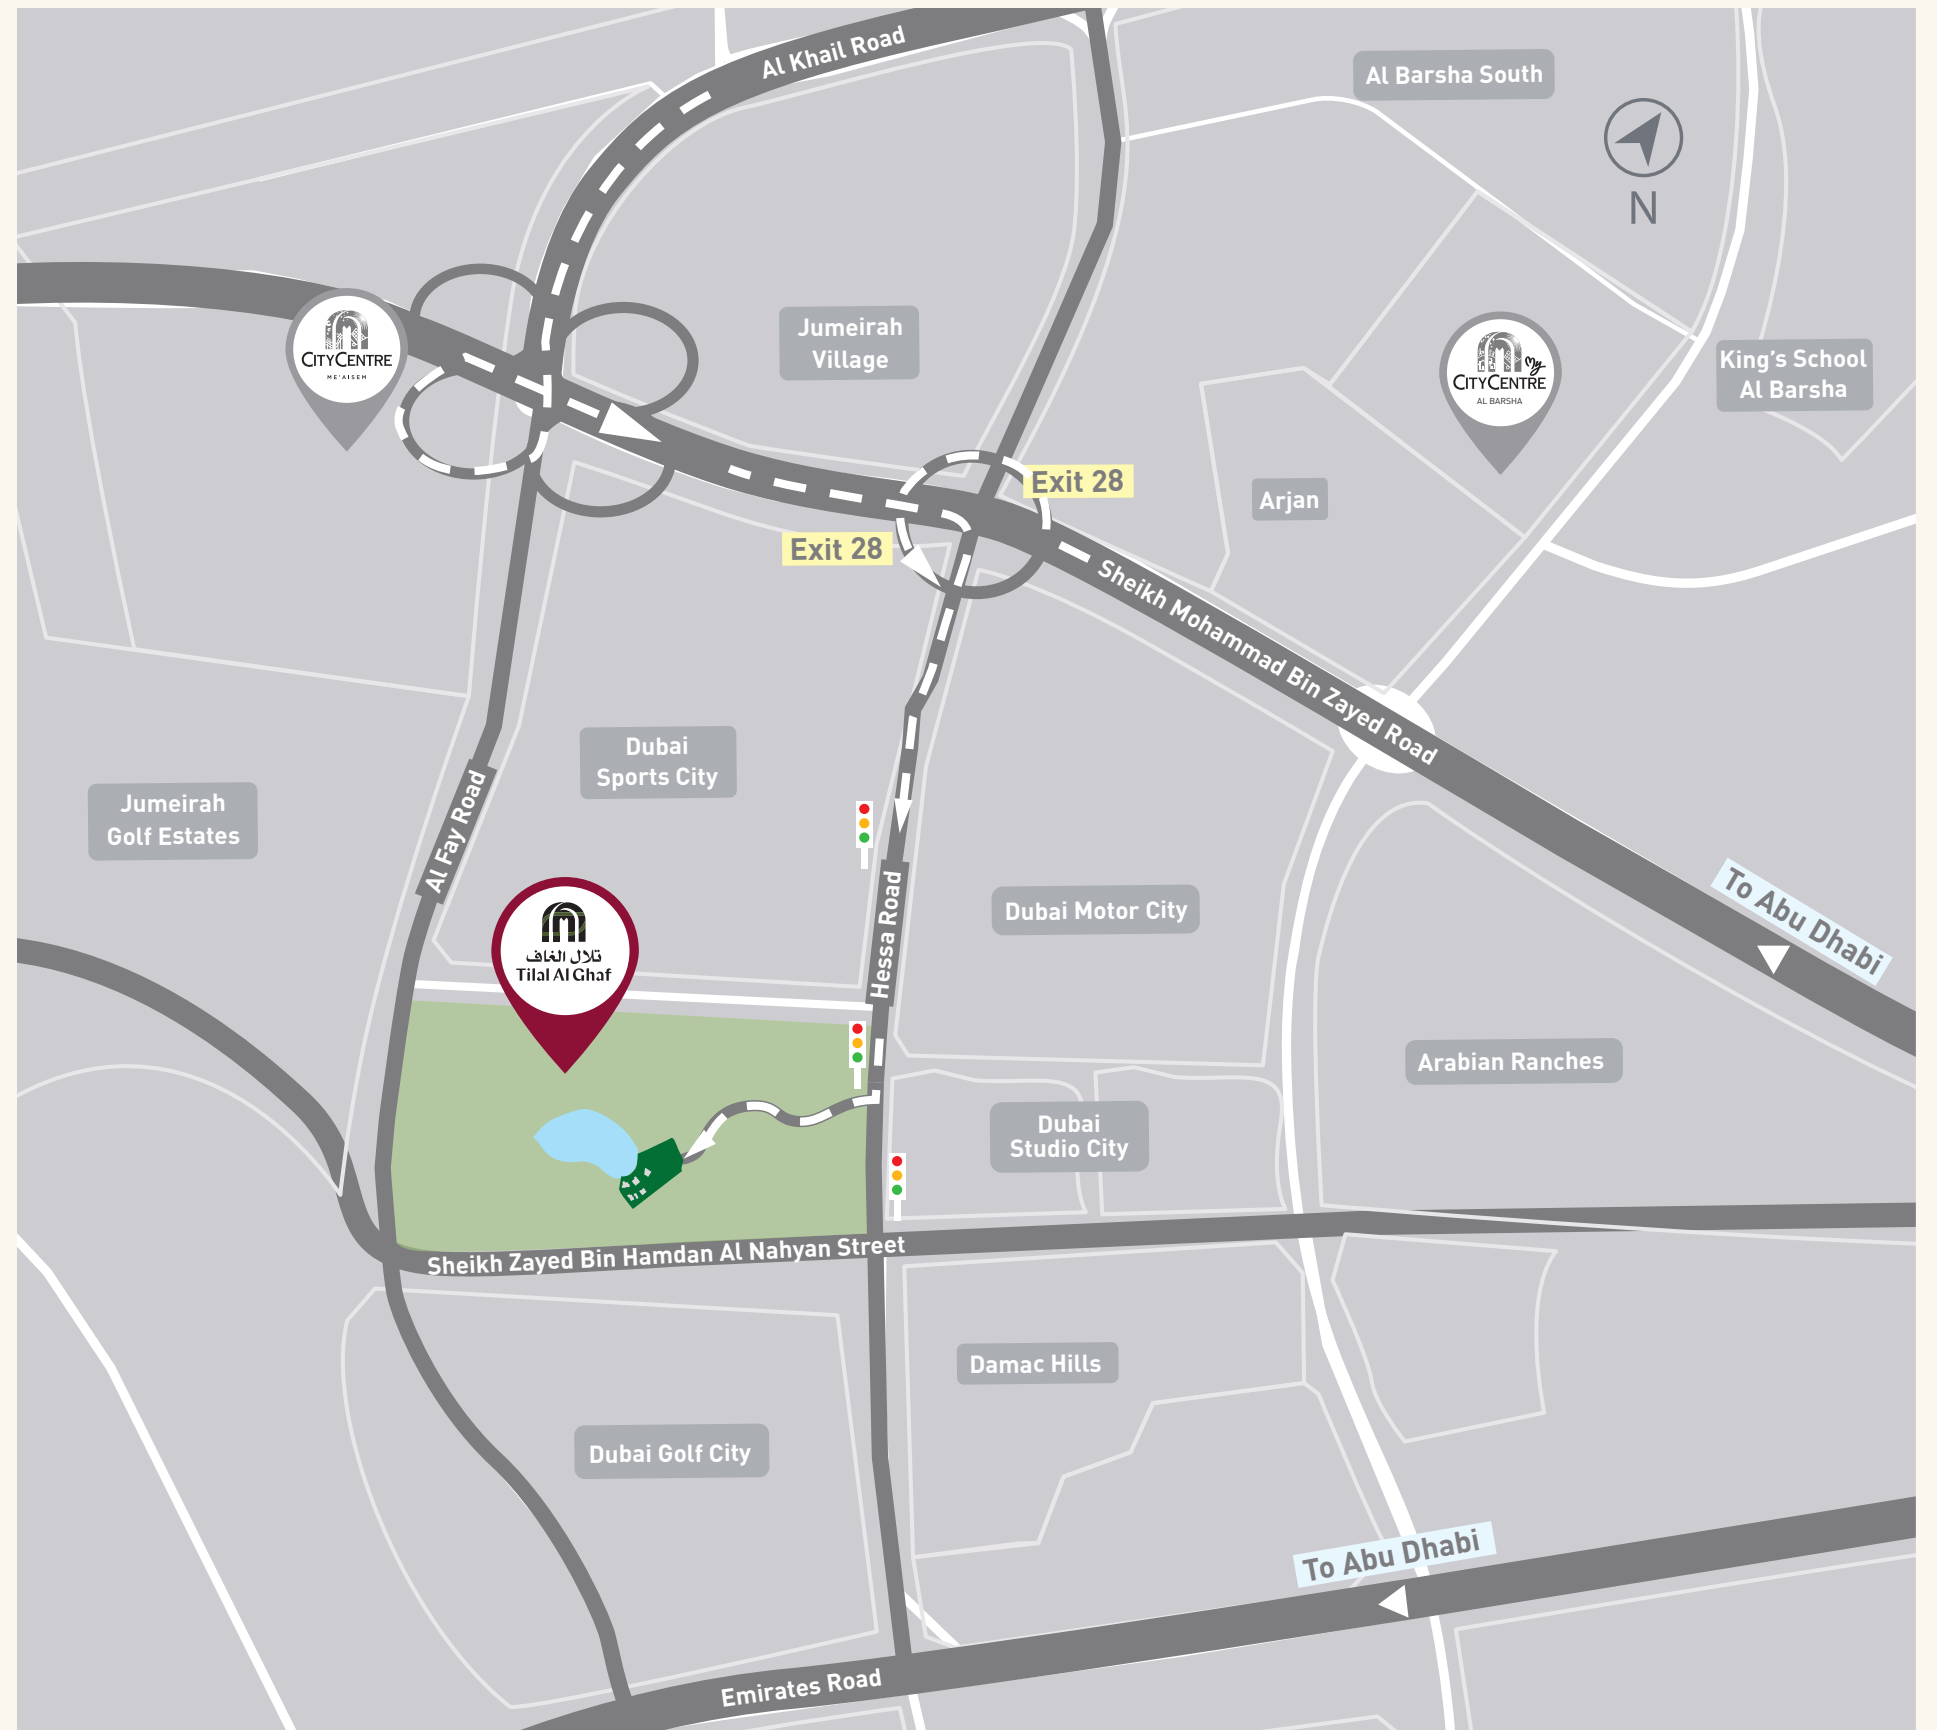 Al Khail Road
Al Barsha South
N
Jumeirah
Village
CITY CENTRE
ME'AISEM
King's School
Al Barsha
My
CITY CENTRE
AL BARSHA
Exit 28
Arjan
Exit 28
Sheikh Mohammad Bin Zayed Road
Dubai
Sports City
Jumeirah
Golf Estates
Al Fay Road
To Abu Dhabi
Dubai Motor City
Hessa Road
تلال الغاف
Tilal Al Ghaf
Arabian Ranches
Dubai
Studio City
Sheikh Zayed Bin Hamdan Al Nahyan Street
Damac Hills
Dubai Golf City
To Abu Dhabi
Emirates Road